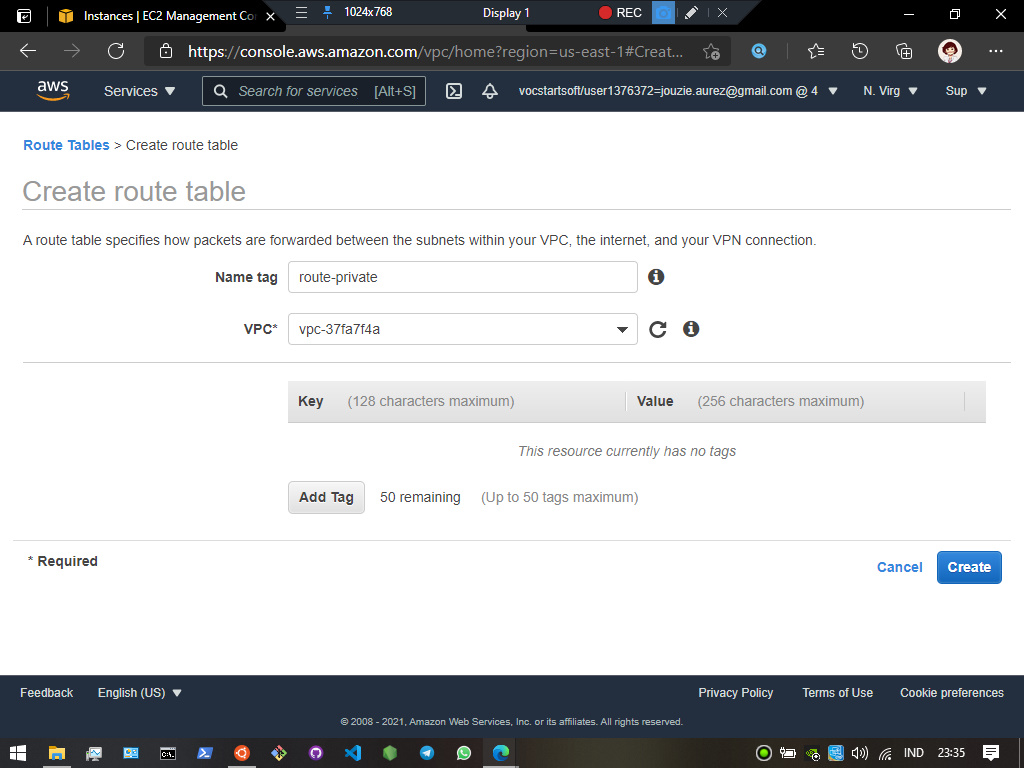 Instances | EC2 Management Co
1024x768
Display 1
REC
https://console.aws.amazon.com/vpc/home?region=us-east-1#Creat...
aws
Services
Search for services [Alt+S]
vocstartsoft/user1376372=jouzie.aurez@gmail.com @ 4
N. Virg
Sup
Route Tables > Create route table
Create route table
A route table specifies how packets are forwarded between the subnets within your VPC, the internet, and your VPN connection.
Name tag route-private
VPC* vpc-37fa7f4a
Key (128 characters maximum) Value (256 characters maximum)
This resource currently has no tags
Add Tag 50 remaining (Up to 50 tags maximum)
* Required
Cancel Create
Feedback English (US) Privacy Policy Terms of Use Cookie preferences
© 2008 - 2021, Amazon Web Services, Inc. or its affiliates. All rights reserved.
IND 23:35